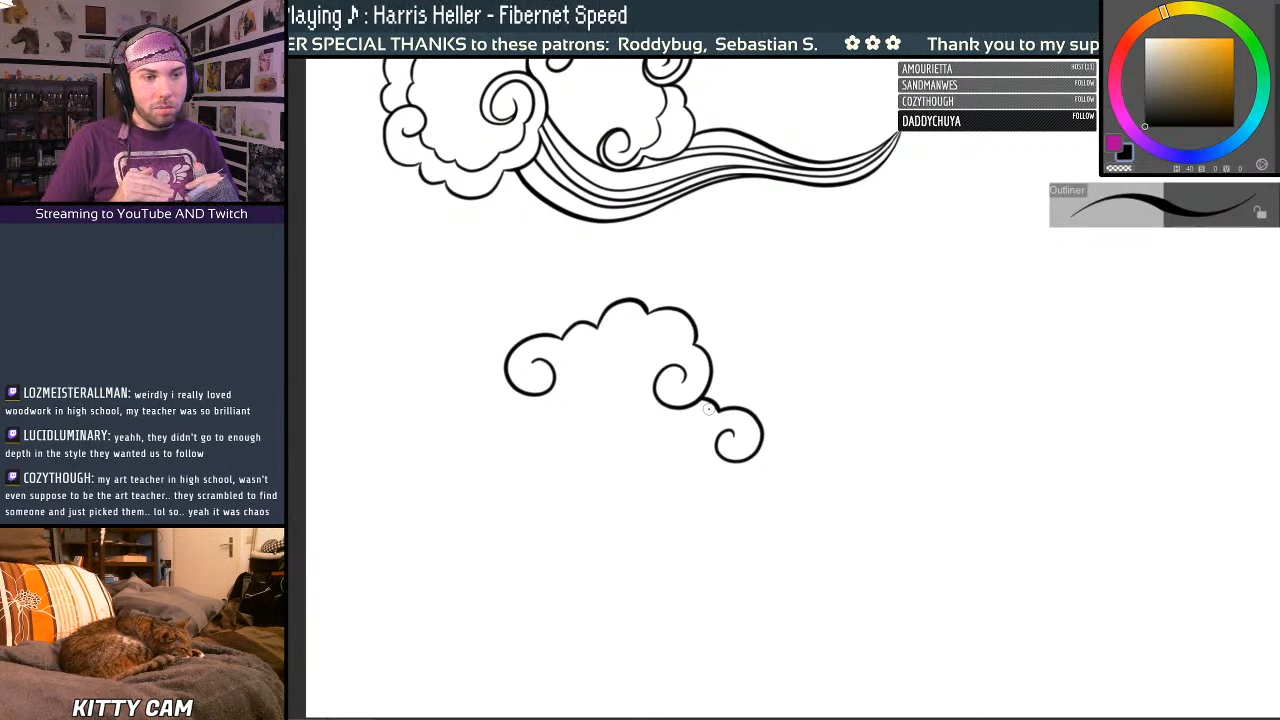 Playing ♪ : Harris Heller - Fibernet Speed
ER SPECIAL THANKS to these patrons: Roddybug, Sebastian S. ✿ ✿ ✿ Thank you to my sup
AMOURIETTA
SANDMANWES FOLLOW
COZYTHOUGH FOLLOW
DADDYCHUYA FOLLOW
H 40 S 0 V 0
Outliner
Streaming to YouTube AND Twitch
LOZMEISTERALLMAN: weirdly i really loved
woodwork in high school, my teacher was so brilliant
LUCIDLUMINARY: yeahh, they didn't go to enough
depth in the style they wanted us to follow
COZYTHOUGH: my art teacher in high school, wasn't
even suppose to be the art teacher.. they scrambled to find
someone and just picked them.. lol so.. yeah it was chaos
KITTY CAM